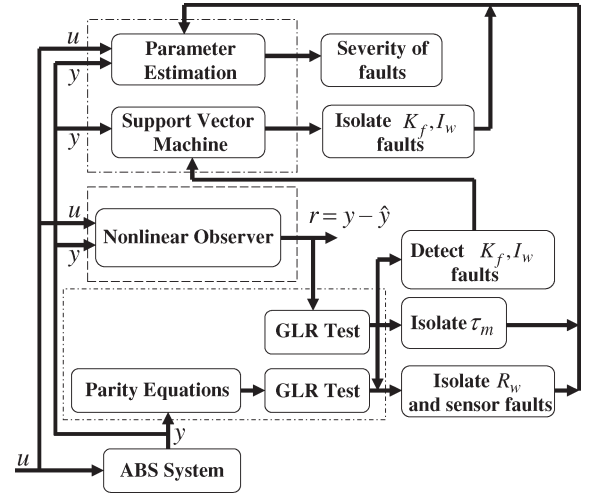 u
y
Parameter
Estimation
Severity of
faults
y
Support Vector
Machine
Isolate K_f, I_w
faults
u
y
Nonlinear Observer
r = y − ŷ
Detect K_f, I_w
faults
GLR Test
Isolate τ_m
Parity Equations
GLR Test
Isolate R_w
and sensor faults
y
u
ABS System